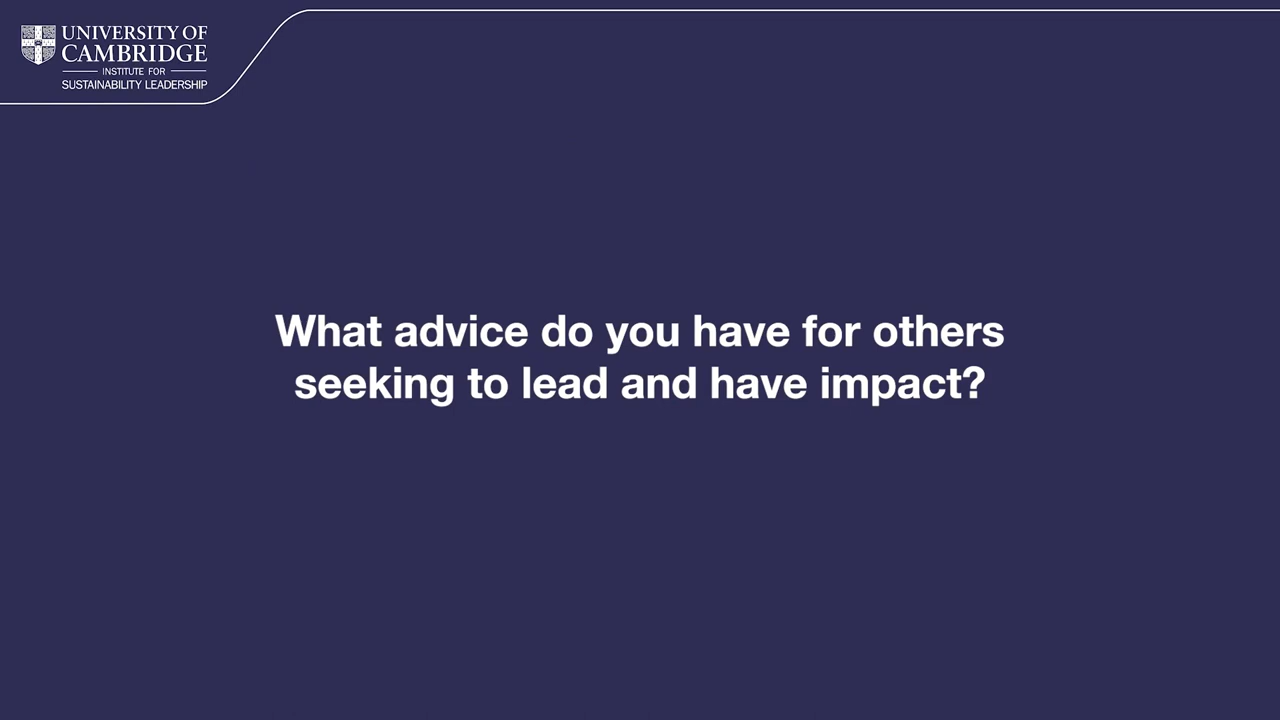 UNIVERSITY OF
CAMBRIDGE
INSTITUTE FOR
SUSTAINABILITY LEADERSHIP
What advice do you have for others
seeking to lead and have impact?